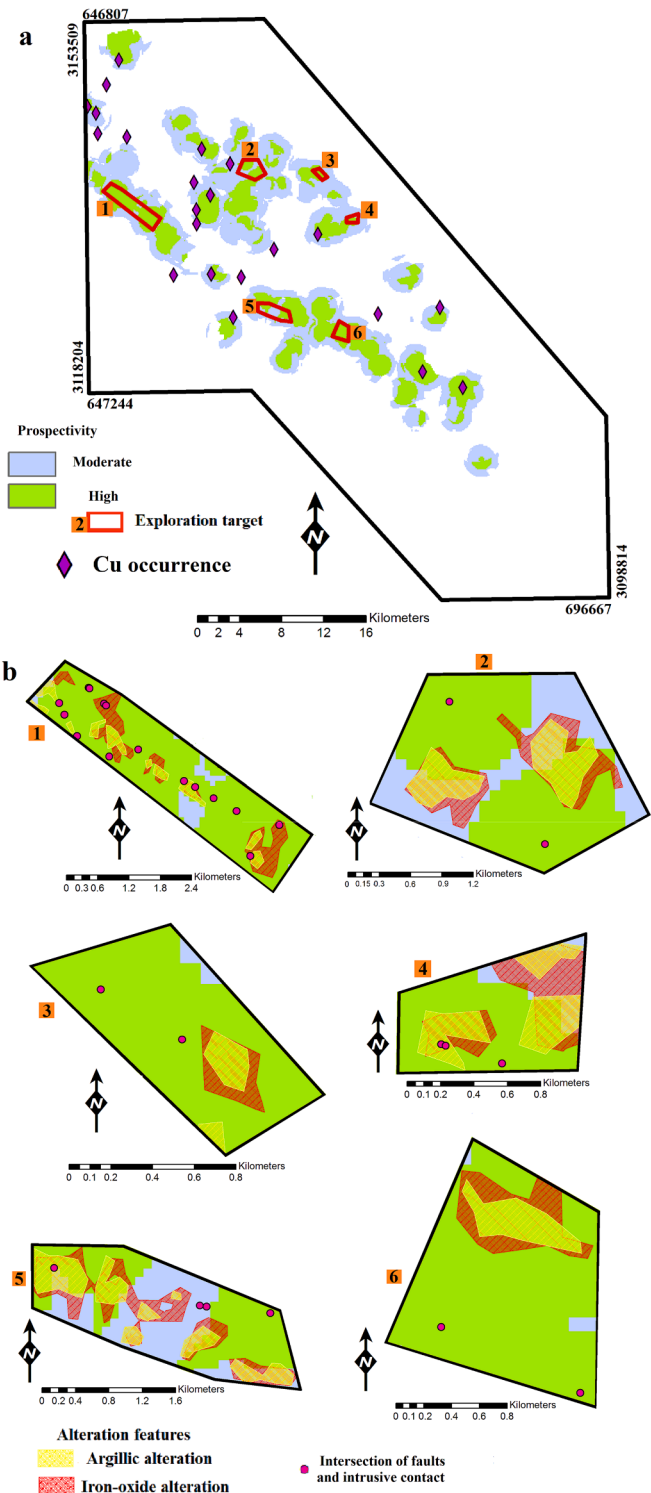 646807
a
3153509
2
3
1
4
5
6
3118204
647244
Prospectivity
Moderate
High
2 Exploration target
Cu occurrence
N
3098814
696667
Kilometers
0 2 4 8 12 16
b
1
2
N
Kilometers
0 0.3 0.6 1.2 1.8 2.4
N
Kilometers
0 0.15 0.3 0.6 0.9 1.2
3
4
N
N
Kilometers
0 0.1 0.2 0.4 0.6 0.8
Kilometers
0 0.1 0.2 0.4 0.6 0.8
5
6
N
N
Kilometers
0 0.2 0.4 0.8 1.2 1.6
Kilometers
0 0.1 0.2 0.4 0.6 0.8
Alteration features
Argillic alteration
Iron-oxide alteration
Intersection of faults
and intrusive contact